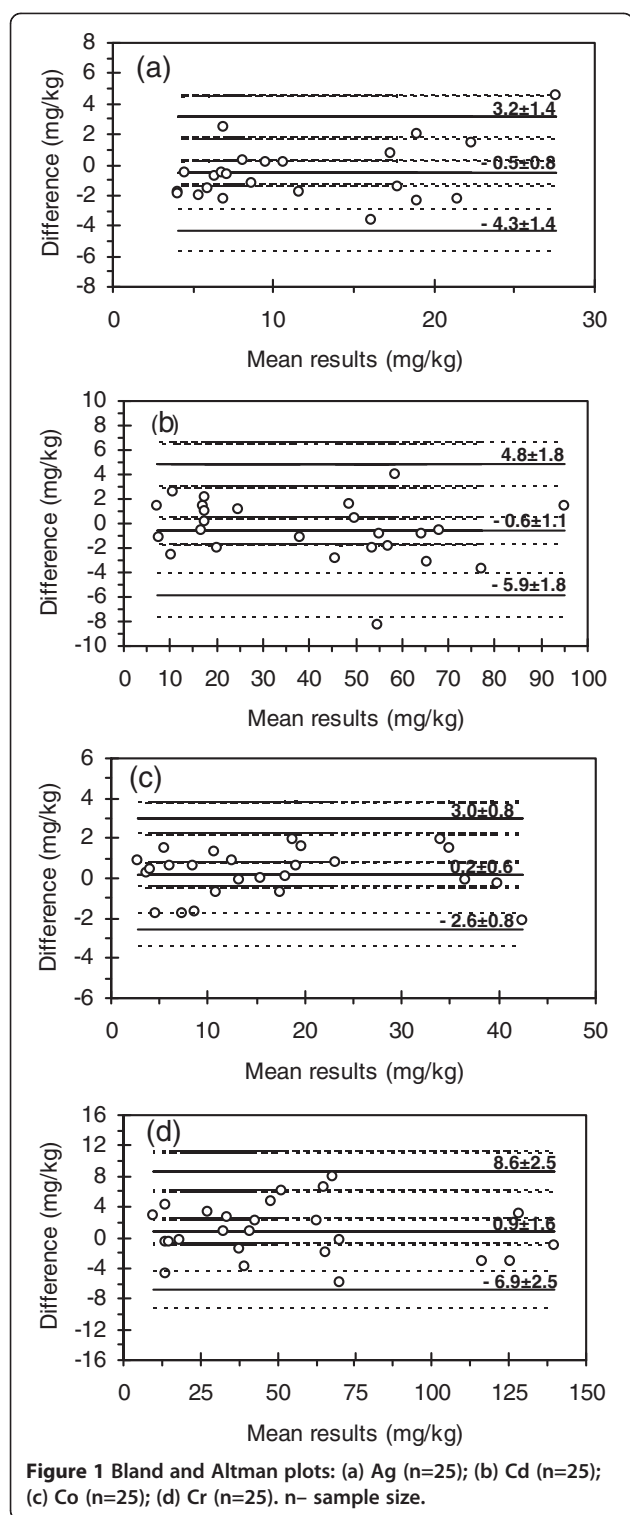 (a)
8
6
4
2
0
-2
-4
-6
-8
Difference (mg/kg)
3.2±1.4
- 0.5±0.8
- 4.3±1.4
0 10 20 30
Mean results (mg/kg)
(b)
10
8
6
4
2
0
-2
-4
-6
-8
-10
Difference (mg/kg)
4.8±1.8
- 0.6±1.1
- 5.9±1.8
0 10 20 30 40 50 60 70 80 90 100
Mean results (mg/kg)
(c)
6
4
2
0
-2
-4
-6
Difference (mg/kg)
3.0±0.8
0.2±0.6
- 2.6±0.8
0 10 20 30 40 50
Mean results (mg/kg)
(d)
16
12
8
4
0
-4
-8
-12
-16
Difference (mg/kg)
8.6±2.5
0.9±1.6
- 6.9±2.5
0 25 50 75 100 125 150
Mean results (mg/kg)
Figure 1 Bland and Altman plots: (a) Ag (n=25); (b) Cd (n=25);
(c) Co (n=25); (d) Cr (n=25). n– sample size.